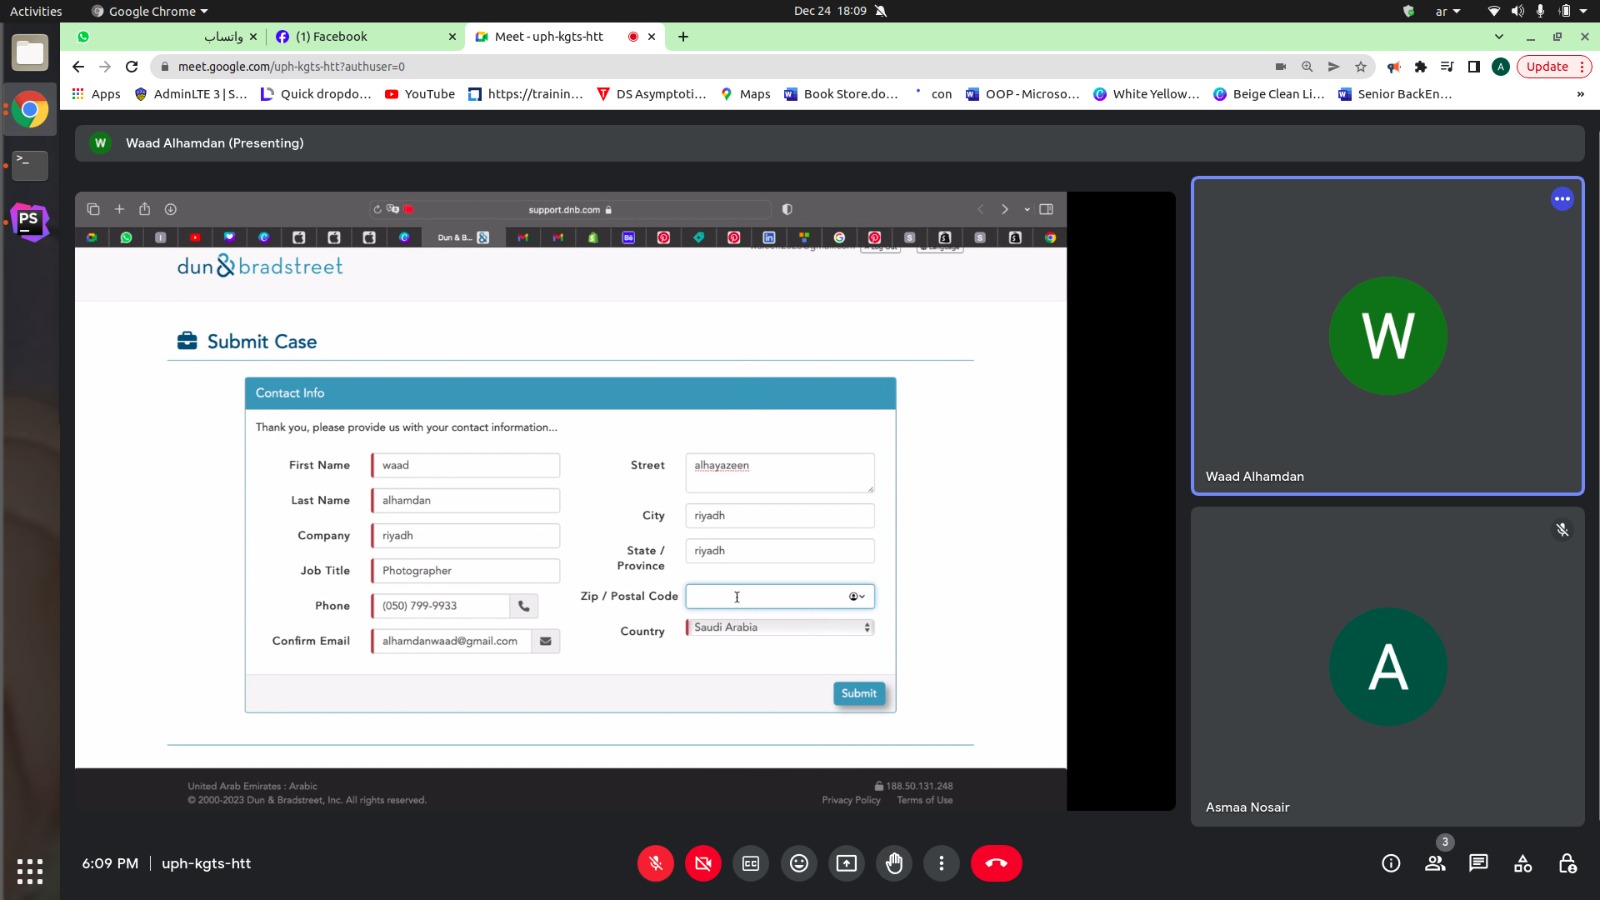 Activities
Google Chrome
Dec 24 18:09
ar
واتساب
(1) Facebook
Meet - uph-kgts-htt
meet.google.com/uph-kgts-htt?authuser=0
A
Update
Apps
AdminLTE 3 | S...
Quick dropdo...
YouTube
https://trainin...
DS Asymptoti...
Maps
Book Store.do...
con
OOP - Microso...
White Yellow...
Beige Clean Li...
Senior BackEn...
»
W
Waad Alhamdan (Presenting)
support.dnb.com
Dun & B...
dun&bradstreet
Submit Case
Contact Info
Thank you, please provide us with your contact information...
First Name
waad
Last Name
alhamdan
Company
riyadh
Job Title
Photographer
Phone
(050) 799-9933
Confirm Email
alhamdanwaad@gmail.com
Street
alhayazeen
City
riyadh
State /
Province
riyadh
Zip / Postal Code
Country
Saudi Arabia
Submit
United Arab Emirates : Arabic
© 2000-2023 Dun & Bradstreet, Inc. All rights reserved.
188.50.131.248
Privacy Policy
Terms of Use
W
Waad Alhamdan
A
Asmaa Nosair
PS
6:09 PM
uph-kgts-htt
3